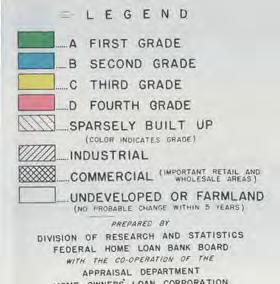 LEGEND
A FIRST GRADE
B SECOND GRADE
C THIRD GRADE
D FOURTH GRADE
SPARSELY BUILT UP
(COLOR INDICATES GRADE)
INDUSTRIAL
COMMERCIAL (IMPORTANT RETAIL AND
WHOLESALE AREAS)
UNDEVELOPED OR FARMLAND
(NO PROBABLE CHANGE WITHIN 5 YEARS)
PREPARED BY
DIVISION OF RESEARCH AND STATISTICS
FEDERAL HOME LOAN BANK BOARD
WITH THE CO-OPERATION OF THE
APPRAISAL DEPARTMENT
HOME OWNERS' LOAN CORPORATION